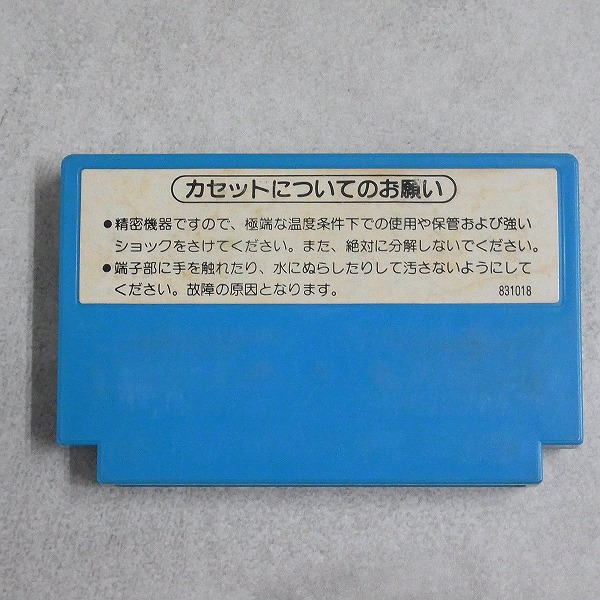 カセットについてのお願い
●精密機器ですので、極端な温度条件下での使用や保管および強い
ショックをさけてください。また、絶対に分解しないでください。
●端子部に手を触れたり、水にぬらしたりして汚さないようにして
ください。故障の原因となります。
831018